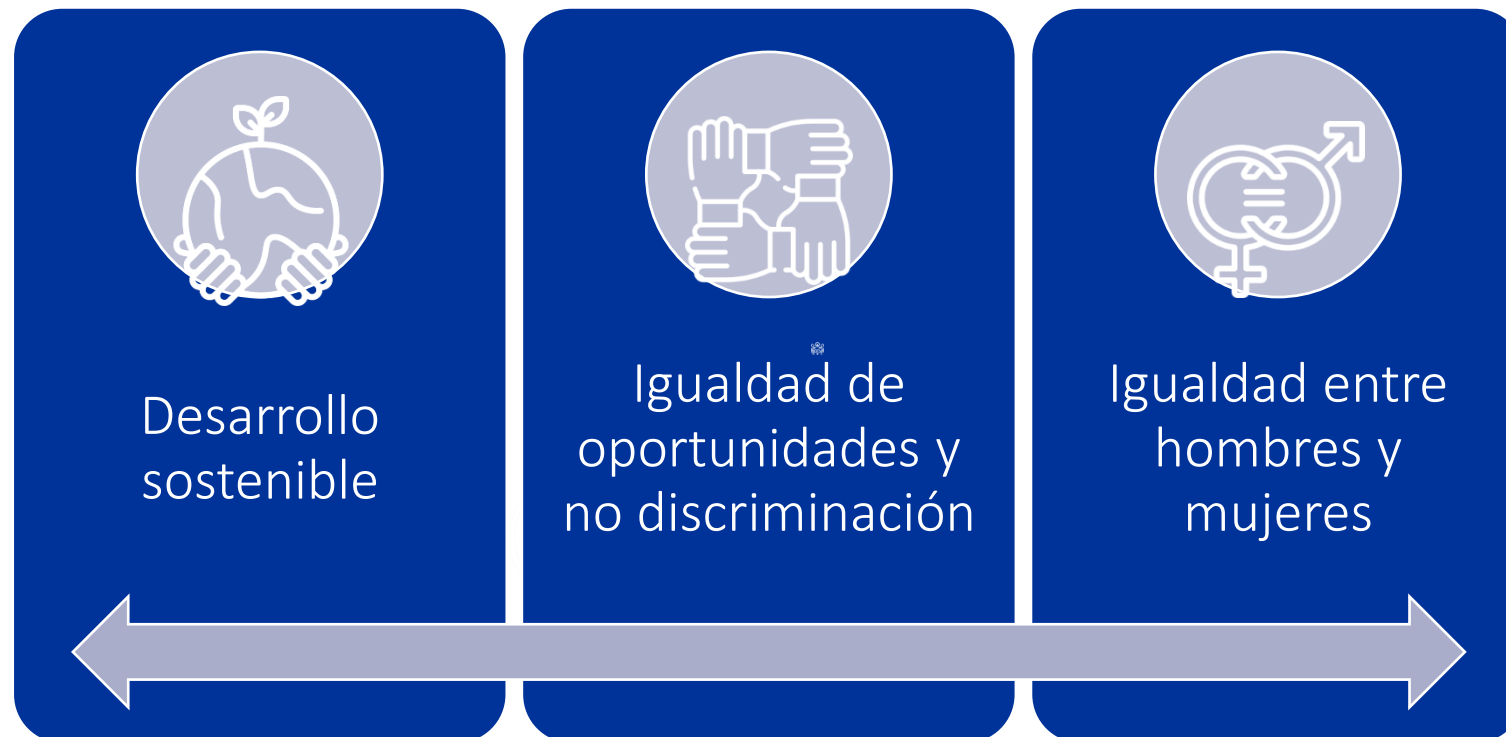 Desarrollo
sostenible
Igualdad de
oportunidades y
no discriminación
Igualdad entre
hombres y
mujeres